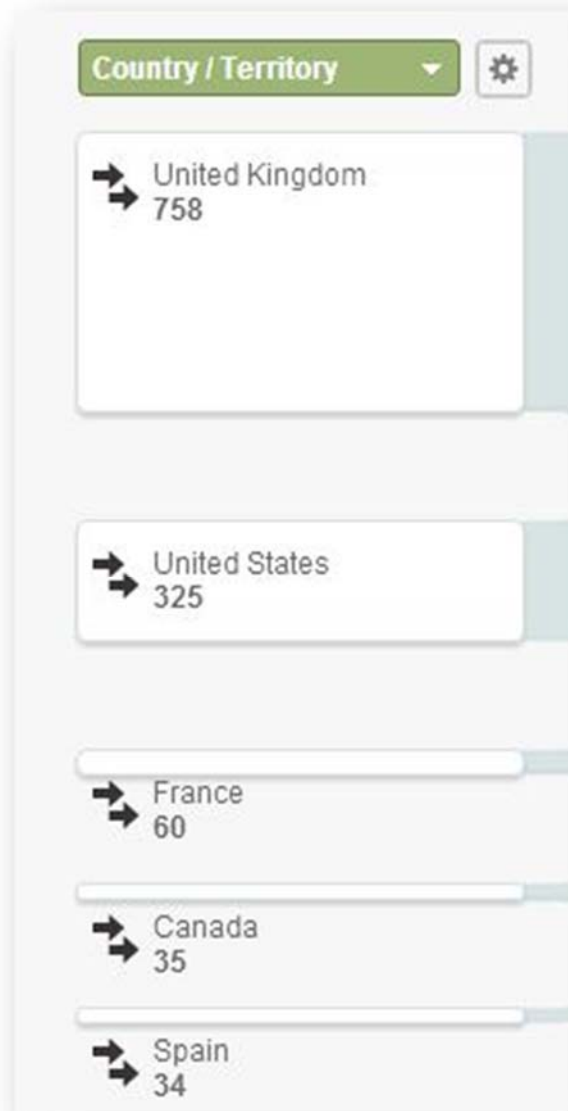 Country / Territory
United Kingdom
758
United States
325
France
60
Canada
35
Spain
34